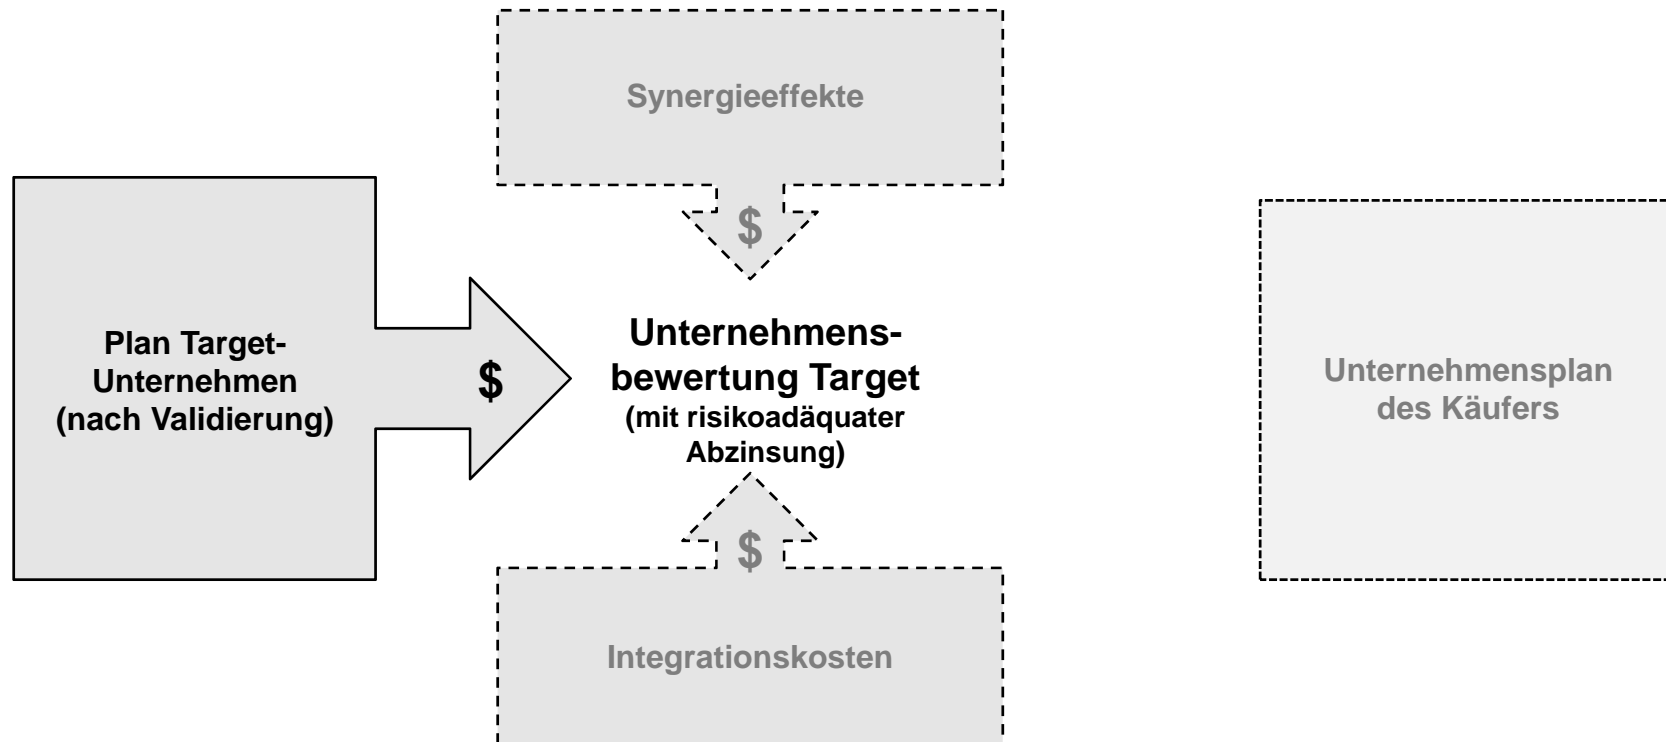 Synergieeffekte
$
Plan Target-
Unternehmen
(nach Validierung)
$
Unternehmens-
bewertung Target
(mit risikoadäquater
Abzinsung)
Unternehmensplan
des Käufers
$
Integrationskosten